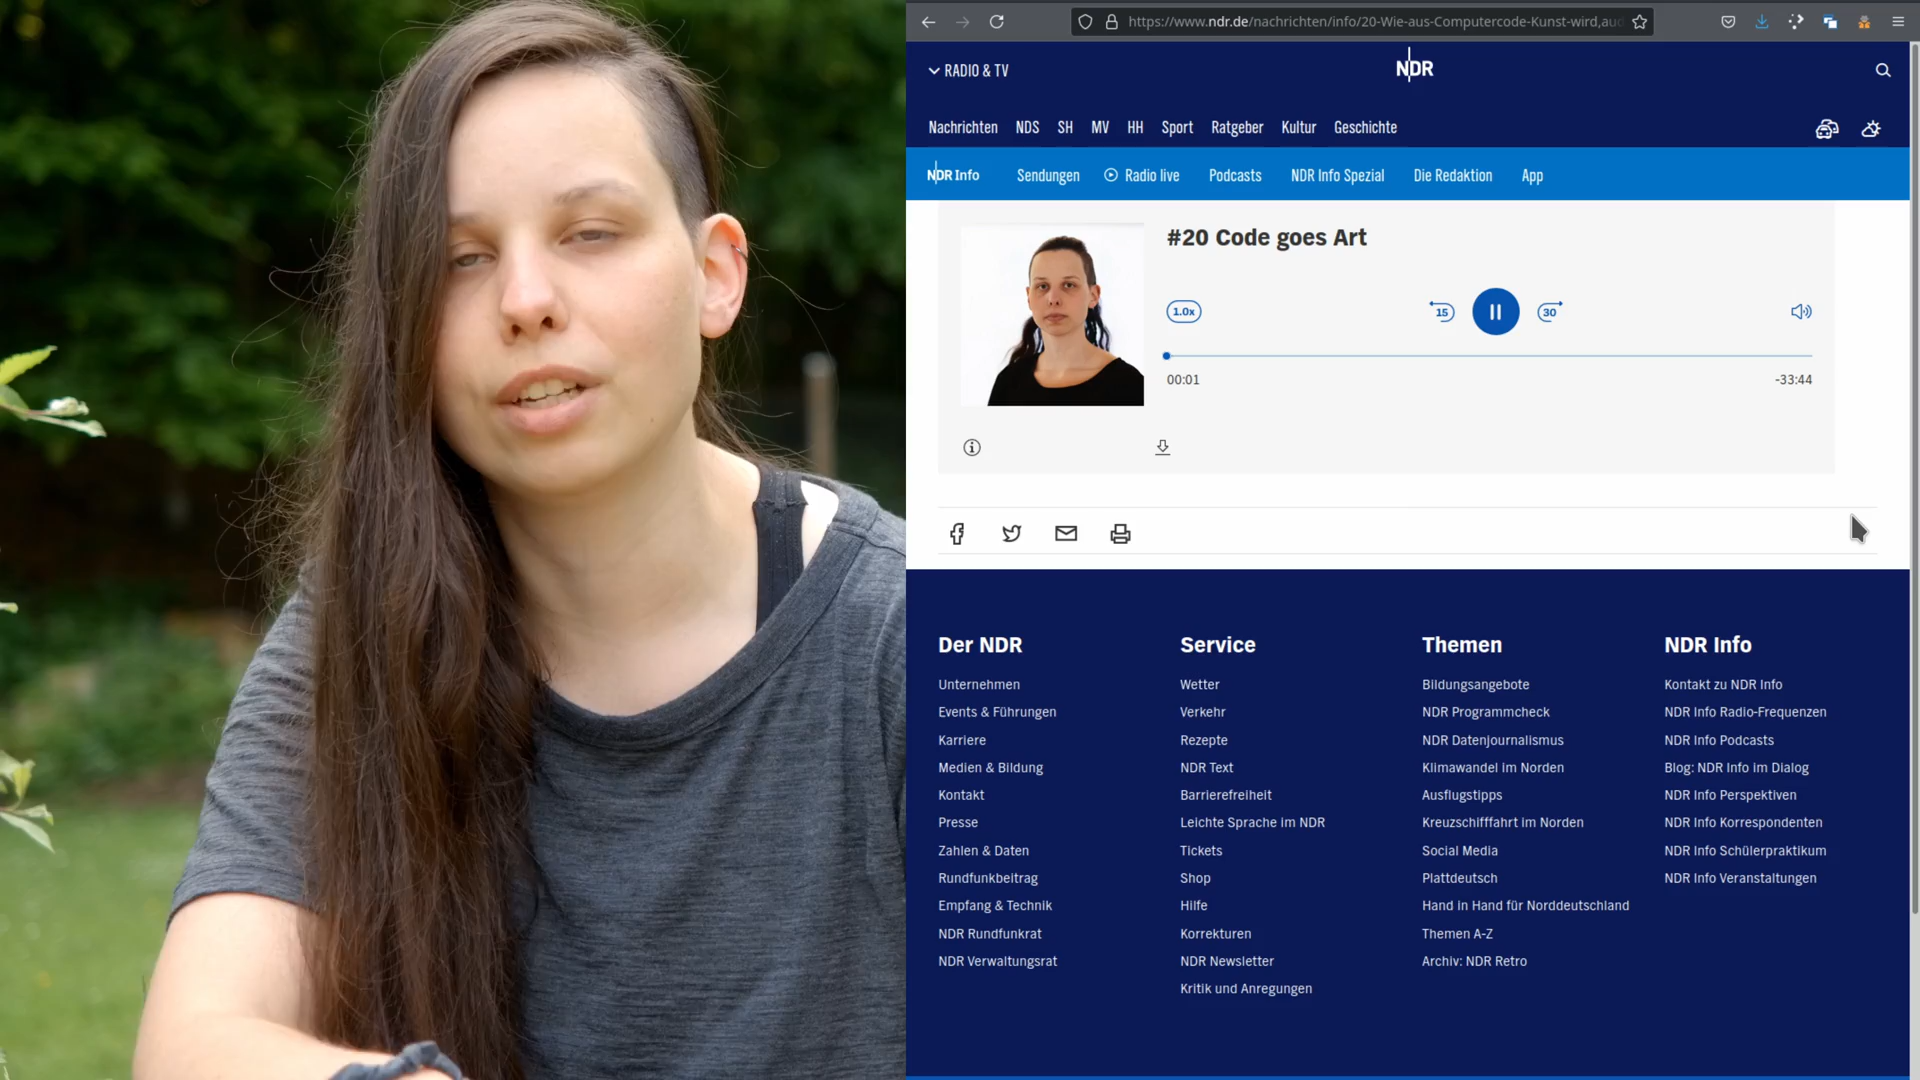 https://www.ndr.de/nachrichten/info/20-Wie-aus-Computercode-Kunst-wird,aud
RADIO & TV
NDR
Nachrichten NDS SH MV HH Sport Ratgeber Kultur Geschichte
NDR Info Sendungen Radio live Podcasts NDR Info Spezial Die Redaktion App
#20 Code goes Art
1.0x 15 30
00:01 -33:44
Der NDR
Unternehmen
Events & Führungen
Karriere
Medien & Bildung
Kontakt
Presse
Zahlen & Daten
Rundfunkbeitrag
Empfang & Technik
NDR Rundfunkrat
NDR Verwaltungsrat
Service
Wetter
Verkehr
Rezepte
NDR Text
Barrierefreiheit
Leichte Sprache im NDR
Tickets
Shop
Hilfe
Korrekturen
NDR Newsletter
Kritik und Anregungen
Themen
Bildungsangebote
NDR Programmcheck
NDR Datenjournalismus
Klimawandel im Norden
Ausflugstipps
Kreuzschifffahrt im Norden
Social Media
Plattdeutsch
Hand in Hand für Norddeutschland
Themen A-Z
Archiv: NDR Retro
NDR Info
Kontakt zu NDR Info
NDR Info Radio-Frequenzen
NDR Info Podcasts
Blog: NDR Info im Dialog
NDR Info Perspektiven
NDR Info Korrespondenten
NDR Info Schülerpraktikum
NDR Info Veranstaltungen